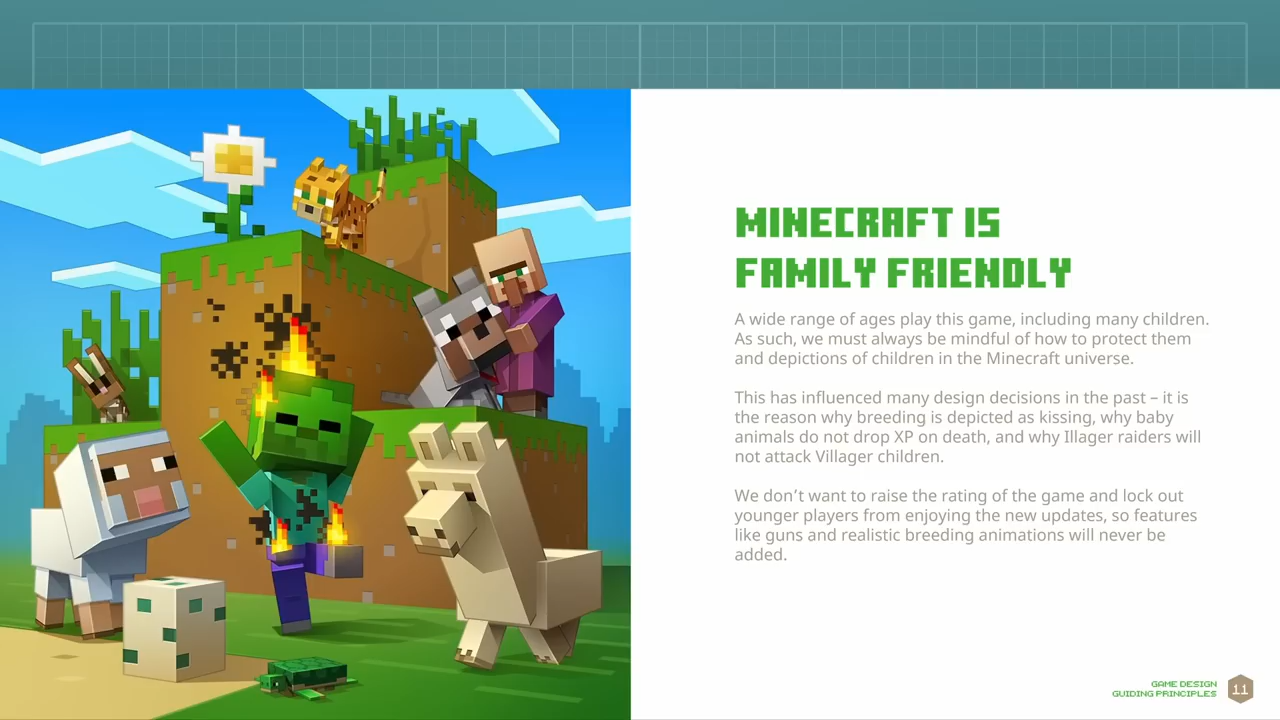 MINECRAFT IS
FAMILY FRIENDLY
A wide range of ages play this game, including many children.
As such, we must always be mindful of how to protect them
and depictions of children in the Minecraft universe.
This has influenced many design decisions in the past – it is
the reason why breeding is depicted as kissing, why baby
animals do not drop XP on death, and why Illager raiders will
not attack Villager children.
We don't want to raise the rating of the game and lock out
younger players from enjoying the new updates, so features
like guns and realistic breeding animations will never be
added.
GAME DESIGN
GUIDING PRINCIPLES
11